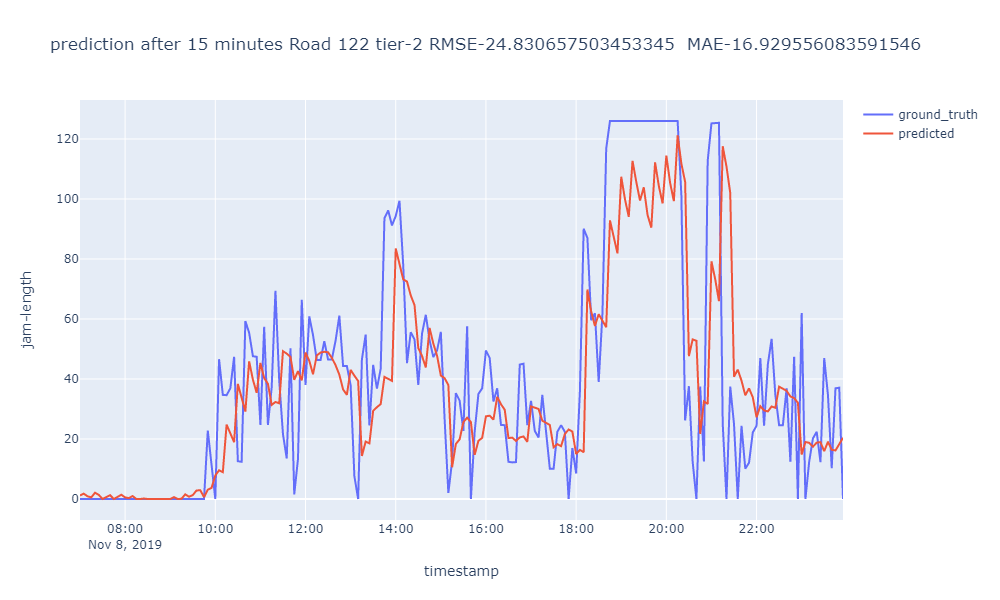 prediction after 15 minutes Road 122 tier-2 RMSE-24.830657503453345  MAE-16.929556083591546
ground_truth
predicted
120
100
80
60
40
20
0
jam-length
08:00 10:00 12:00 14:00 16:00 18:00 20:00 22:00
Nov 8, 2019
timestamp